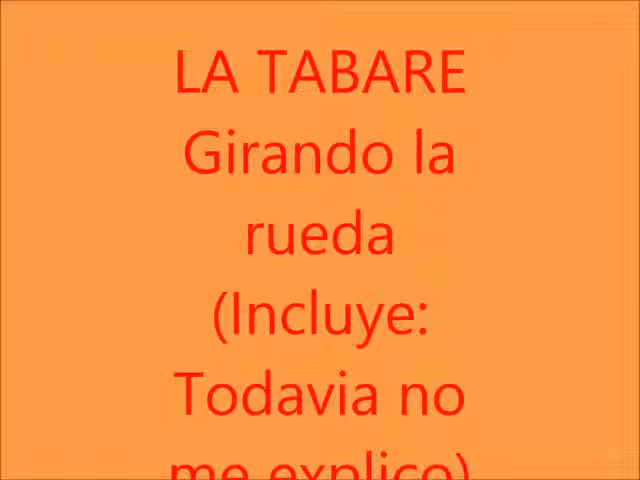 LA TABARE
Girando la
rueda
(Incluye:
Todavia no
me explico)